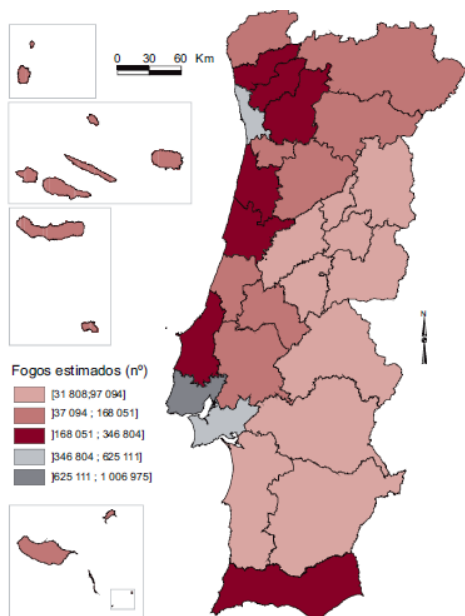 0 30 60 Km
N
Fogos estimados (nº)
[31 808;97 094]
]37 094 ; 168 051]
]168 051 ; 346 804]
]346 804 ; 625 111]
]625 111 ; 1 006 975]